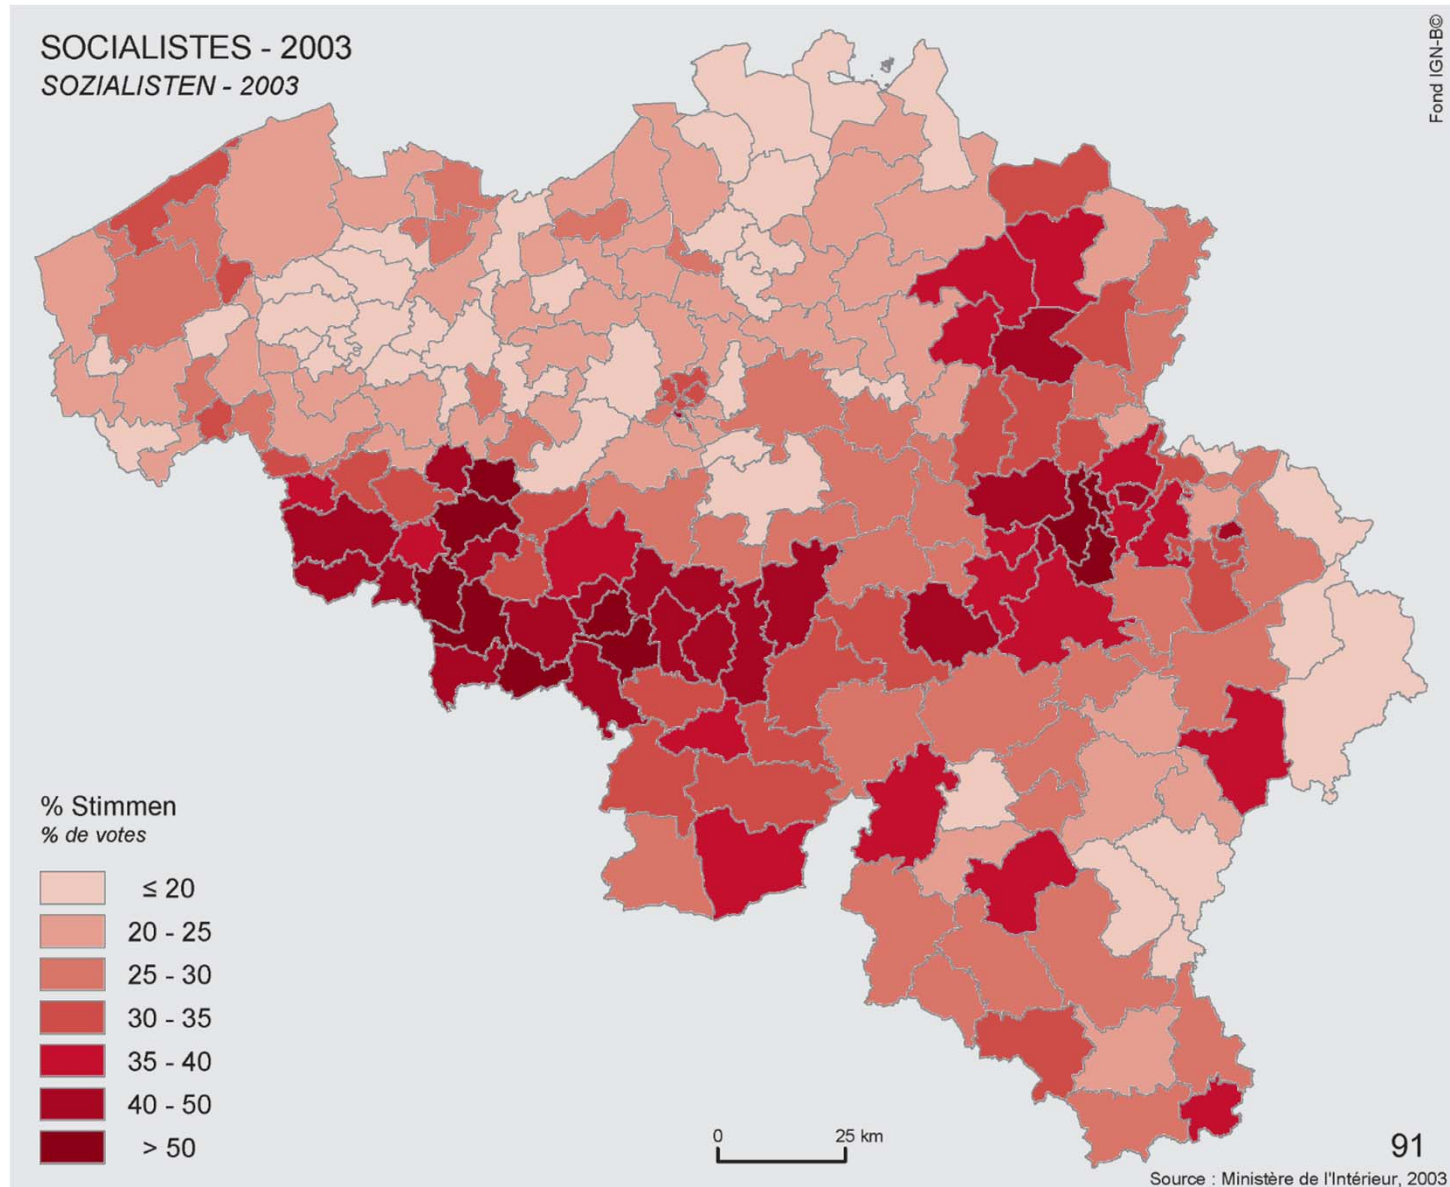 SOCIALISTES - 2003
SOZIALISTEN - 2003
Fond IGN-B©
% Stimmen
% de votes
≤ 20
20 - 25
25 - 30
30 - 35
35 - 40
40 - 50
> 50
0 25 km
91
Source : Ministère de l'Intérieur, 2003